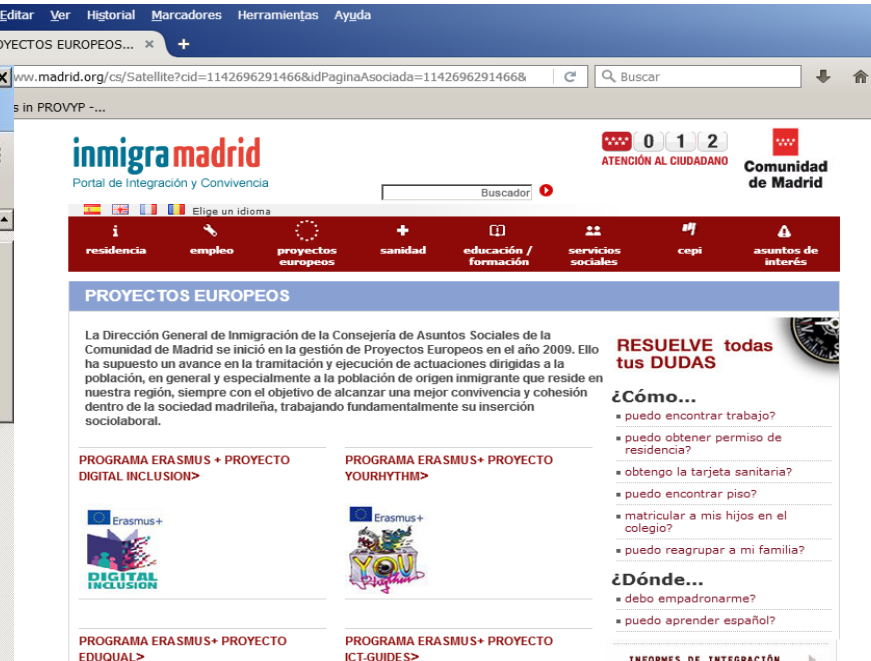 Editar Ver Historial Marcadores Herramientas Ayuda
OYECTOS EUROPEOS... × +
ww.madrid.org/cs/Satellite?cid=1142696291466&idPaginaAsociada=1142696291466& Buscar
s in PROVYP -...
inmigramadrid
Portal de Integración y Convivencia
012
ATENCIÓN AL CIUDADANO
Comunidad
de Madrid
Buscador
Elige un idioma
residencia
empleo
proyectos
europeos
sanidad
educación /
formación
servicios
sociales
cepi
asuntos de
interés
PROYECTOS EUROPEOS
La Dirección General de Inmigración de la Consejería de Asuntos Sociales de la
Comunidad de Madrid se inició en la gestión de Proyectos Europeos en el año 2009. Ello
ha supuesto un avance en la tramitación y ejecución de actuaciones dirigidas a la
población, en general y especialmente a la población de origen inmigrante que reside en
nuestra región, siempre con el objetivo de alcanzar una mejor convivencia y cohesión
dentro de la sociedad madrileña, trabajando fundamentalmente su inserción
sociolaboral.
PROGRAMA ERASMUS + PROYECTO
DIGITAL INCLUSION>
Erasmus+
DIGITAL
INCLUSION
PROGRAMA ERASMUS+ PROYECTO
YOURHYTHM>
Erasmus+
YOU
Rhythm
PROGRAMA ERASMUS+ PROYECTO
EDUQUAL>
PROGRAMA ERASMUS+ PROYECTO
ICT-GUIDES>
RESUELVE todas
tus DUDAS
¿Cómo...
puedo encontrar trabajo?
puedo obtener permiso de
residencia?
obtengo la tarjeta sanitaria?
puedo encontrar piso?
matricular a mis hijos en el
colegio?
puedo reagrupar a mi familia?
¿Dónde...
debo empadronarme?
puedo aprender español?
INFORMES DE INTEGRACIÓN